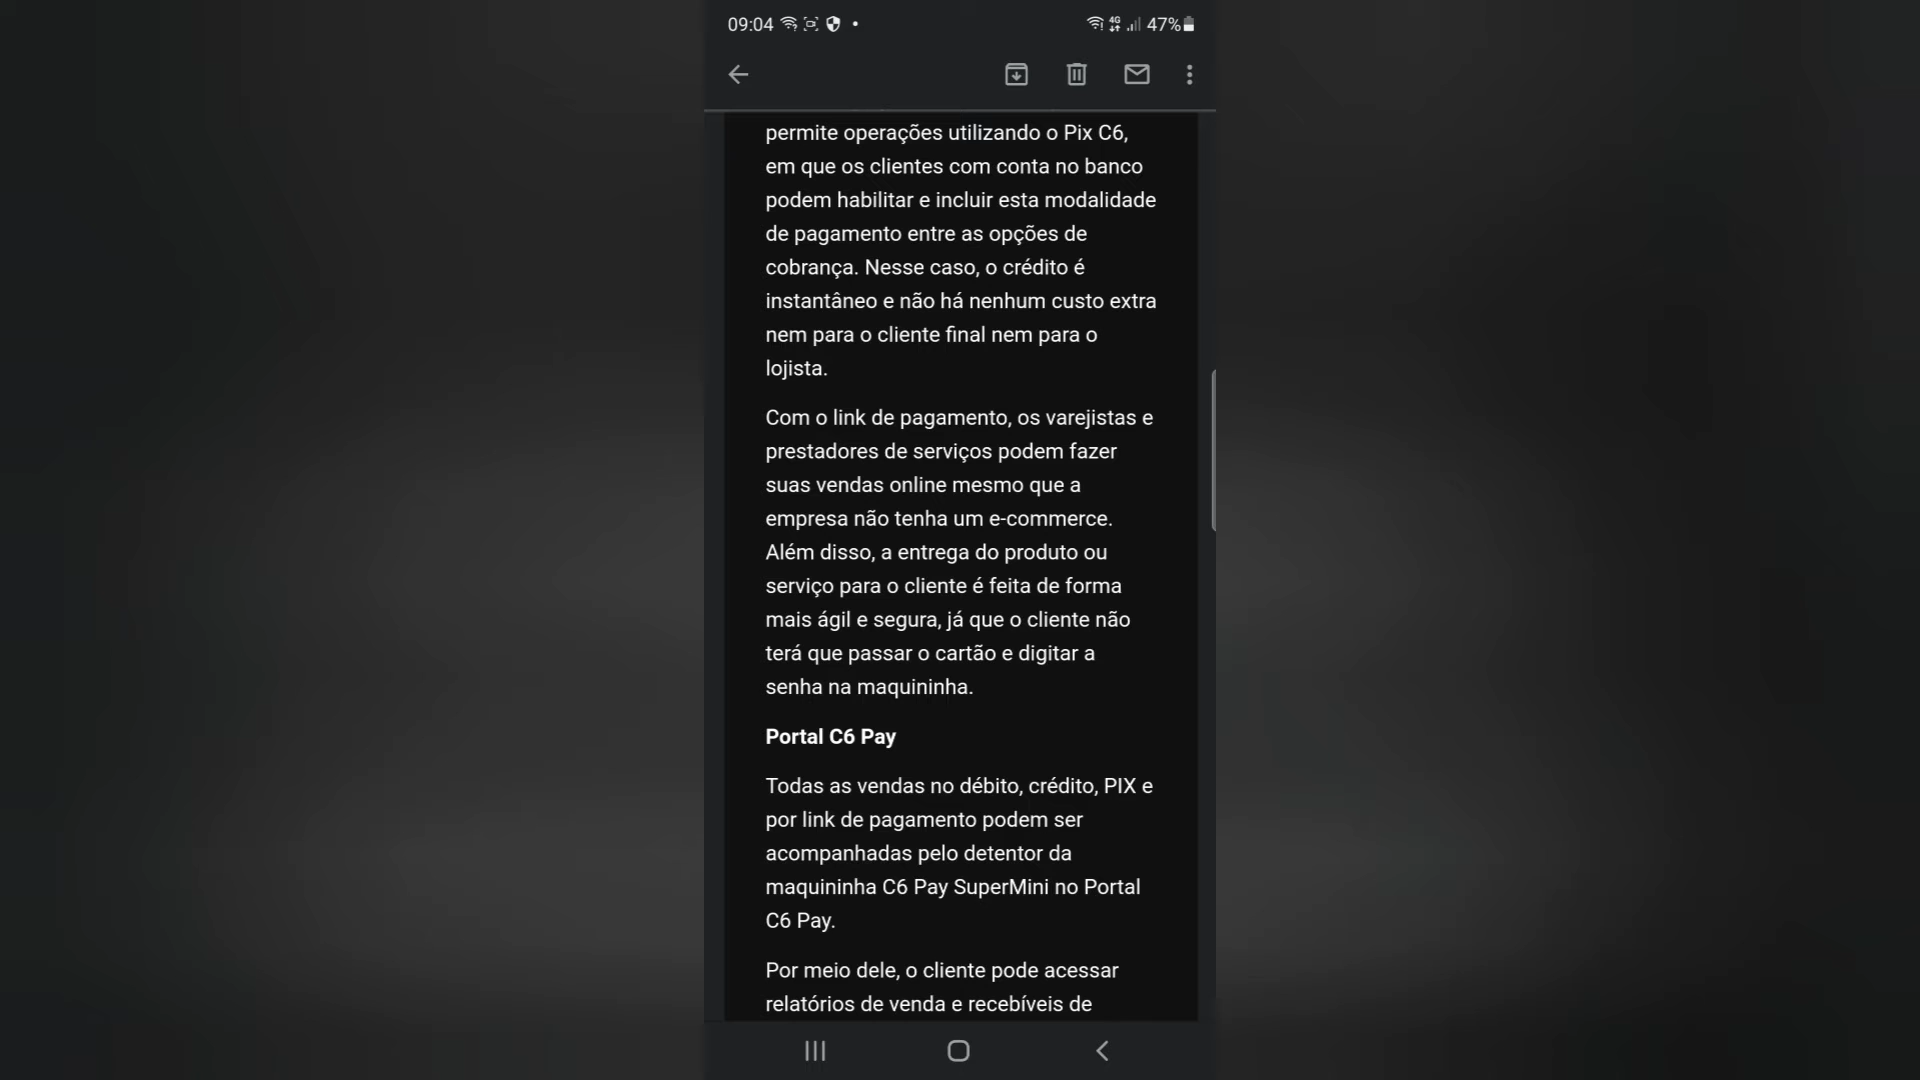 09:04 4G 47%
permite operações utilizando o Pix C6,
em que os clientes com conta no banco
podem habilitar e incluir esta modalidade
de pagamento entre as opções de
cobrança. Nesse caso, o crédito é
instantâneo e não há nenhum custo extra
nem para o cliente final nem para o
lojista.
Com o link de pagamento, os varejistas e
prestadores de serviços podem fazer
suas vendas online mesmo que a
empresa não tenha um e-commerce.
Além disso, a entrega do produto ou
serviço para o cliente é feita de forma
mais ágil e segura, já que o cliente não
terá que passar o cartão e digitar a
senha na maquininha.
Portal C6 Pay
Todas as vendas no débito, crédito, PIX e
por link de pagamento podem ser
acompanhadas pelo detentor da
maquininha C6 Pay SuperMini no Portal
C6 Pay.
Por meio dele, o cliente pode acessar
relatórios de venda e recebíveis de